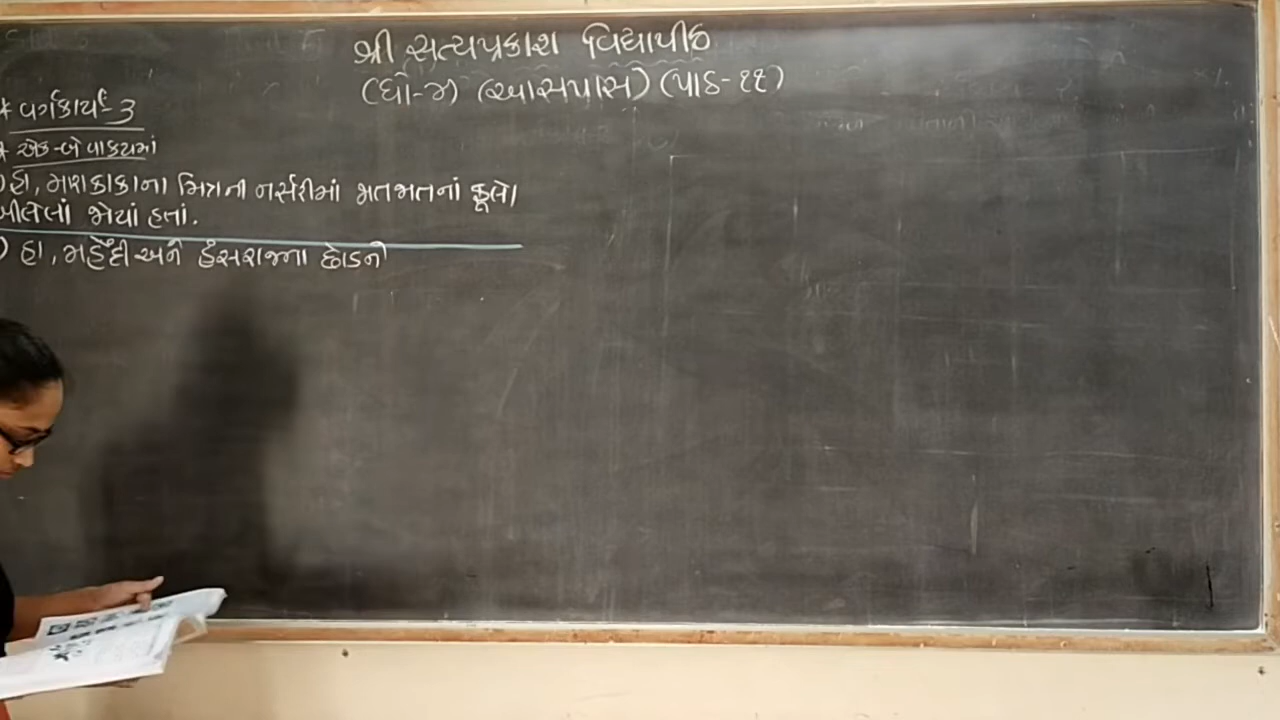 શ્રી સત્યપ્રકાશ વિદ્યાપીઠ
(ધો-૪) (આસપાસ) (પાઠ-૧૧)
* વર્ગકાર્ય-૩
* એક-બે વાક્યમાં
) હા, મારા કાકાના મિત્રની નર્સરીમાં ભાતભાતનાં ફૂલો
ખીલેલાં જોયાં હતાં.
) હા, મહેંદી અને હંસરાજના છોડની